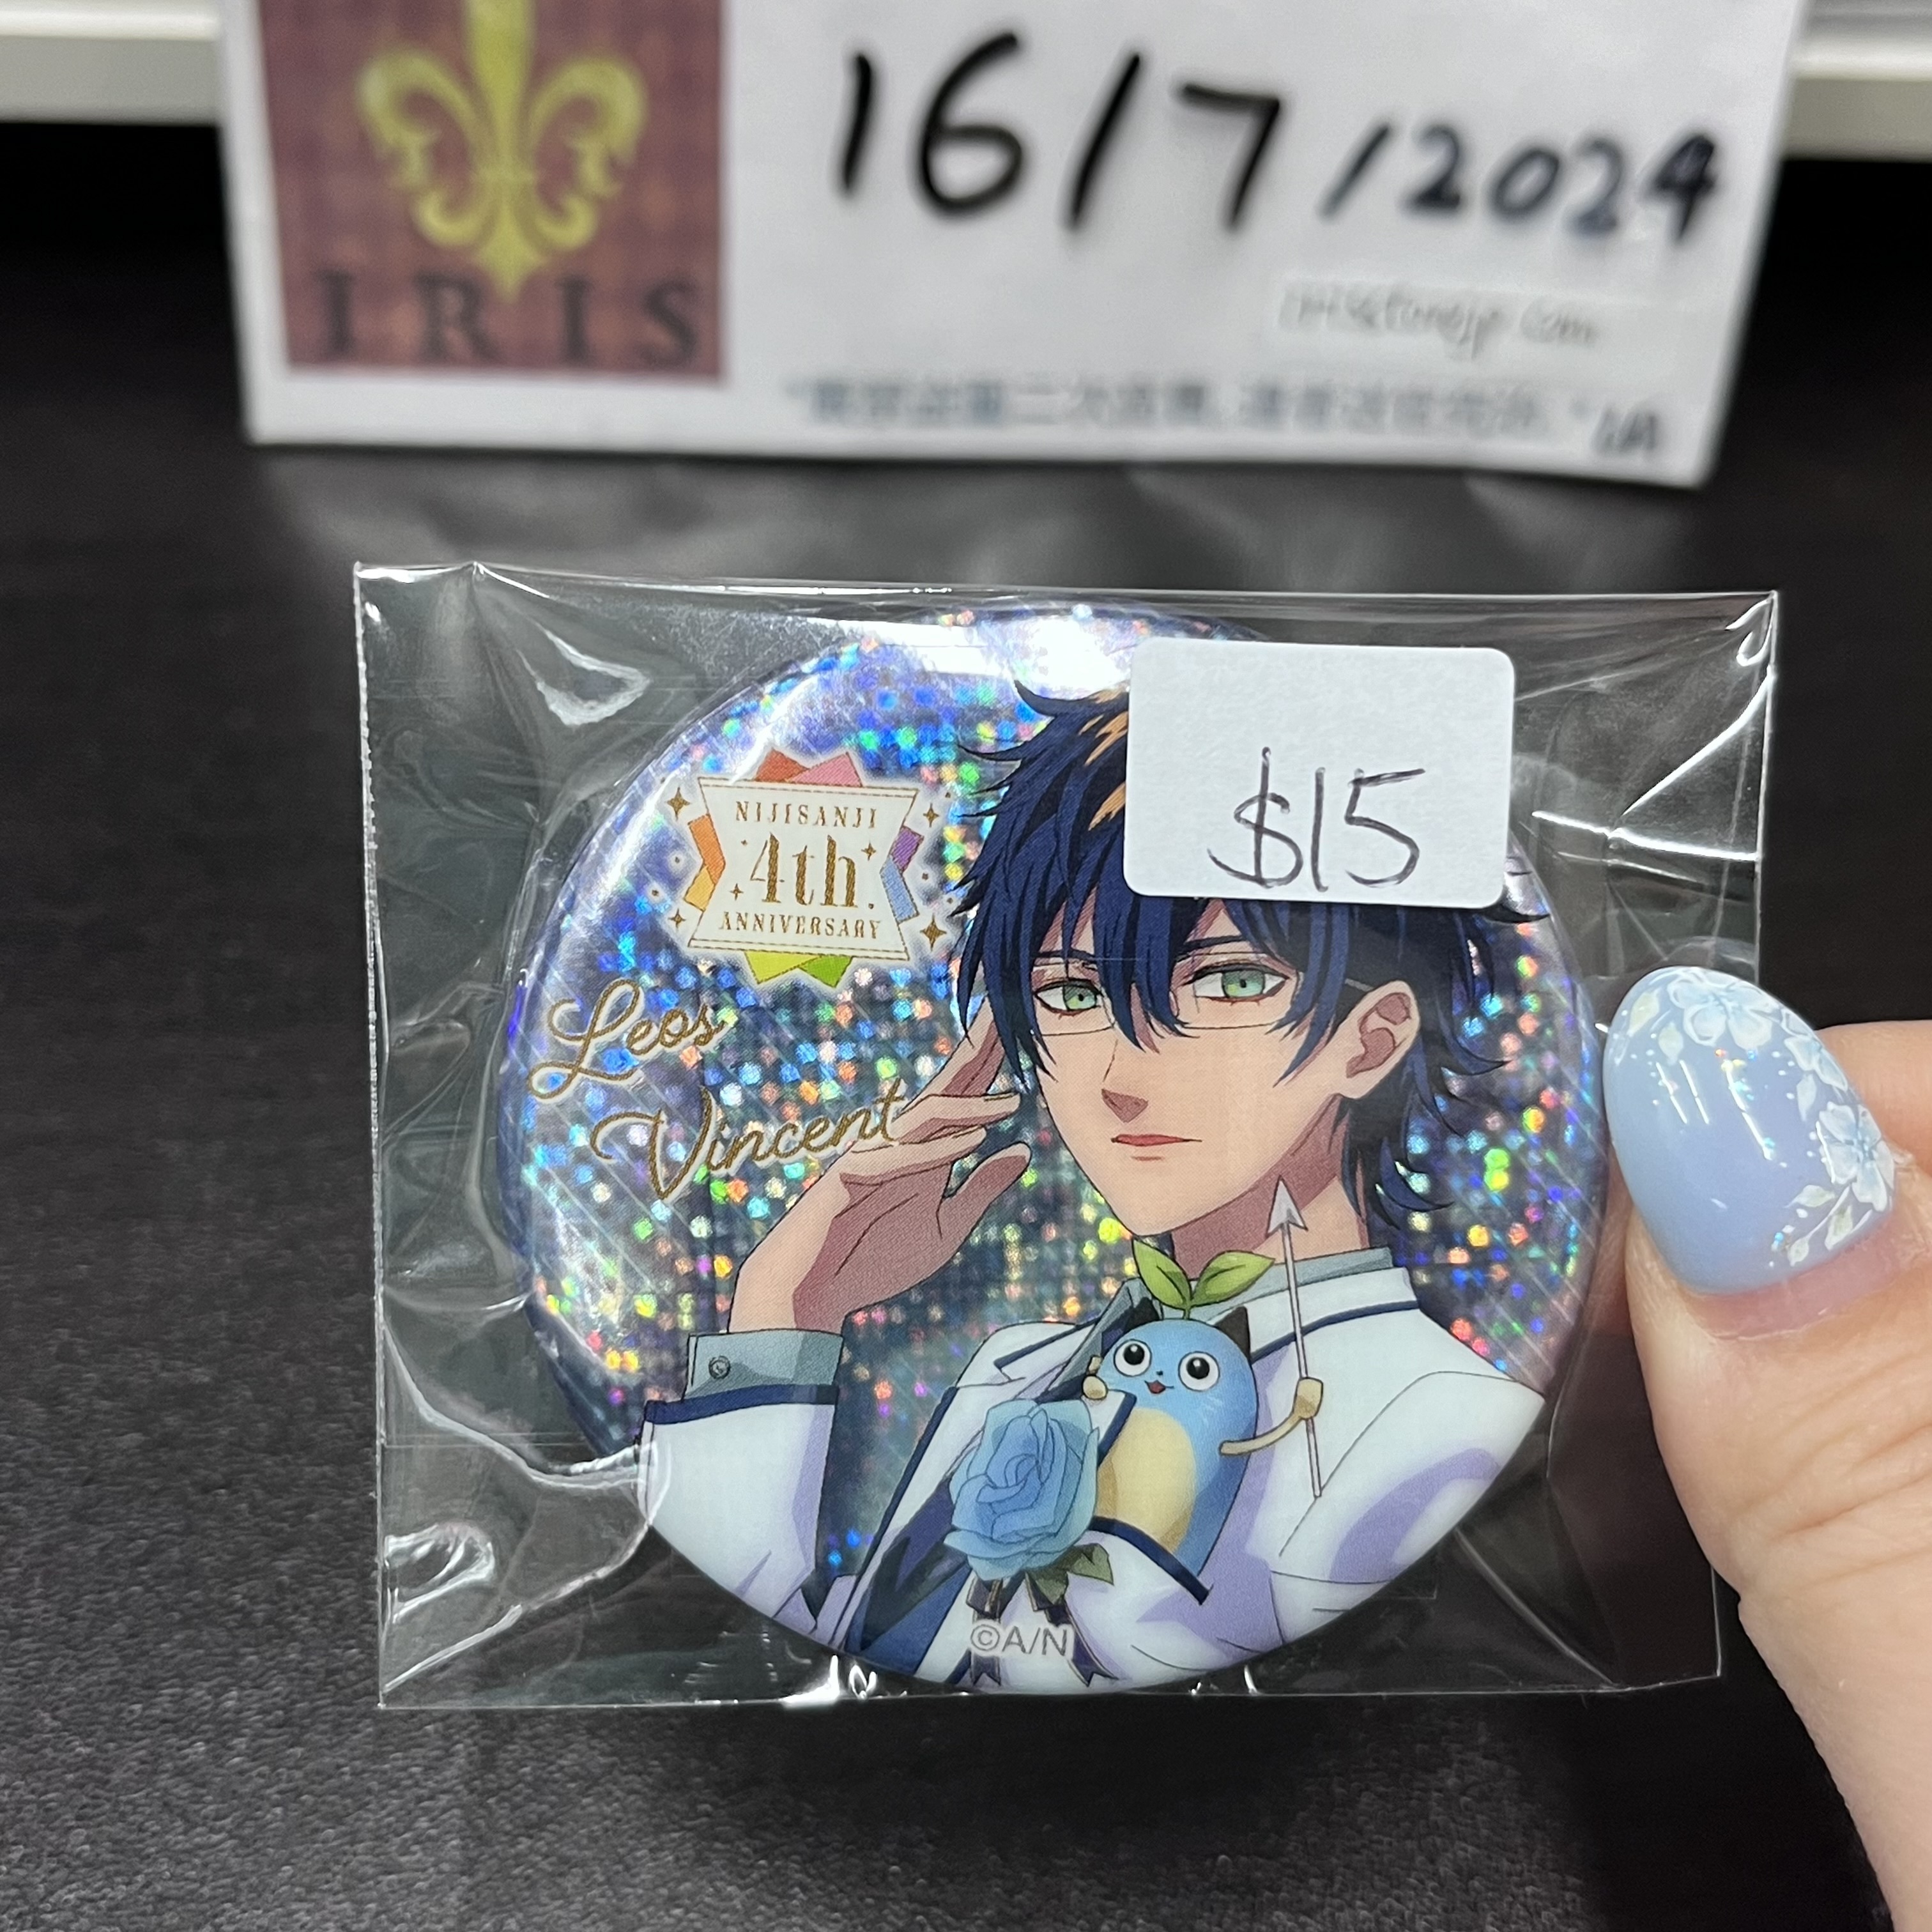 16/7/2024
IRIS
$15
NIJISANJI
4th
ANNIVERSARY
Leos
Vincent
©A/N